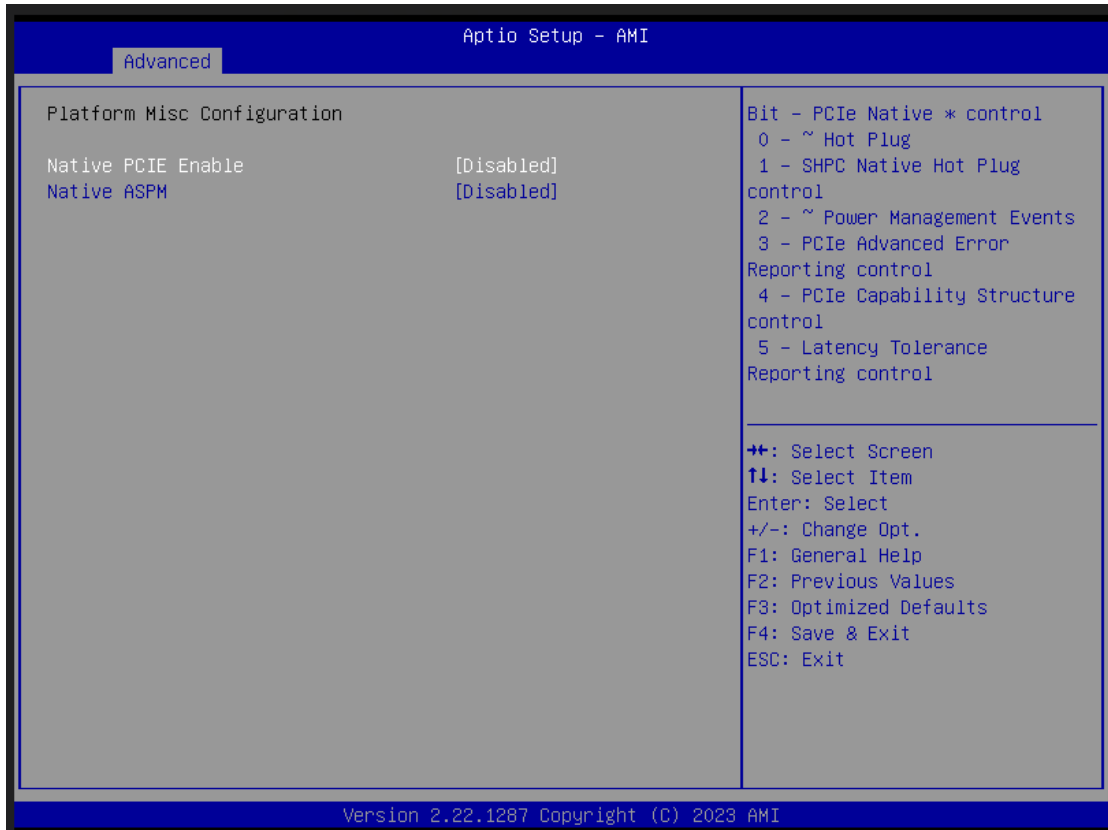 Aptio Setup - AMI
Advanced
Platform Misc Configuration
Native PCIE Enable [Disabled]
Native ASPM [Disabled]
Bit - PCIe Native * control
0 - ~ Hot Plug
1 - SHPC Native Hot Plug
control
2 - ~ Power Management Events
3 - PCIe Advanced Error
Reporting control
4 - PCIe Capability Structure
control
5 - Latency Tolerance
Reporting control
→←: Select Screen
↑↓: Select Item
Enter: Select
+/-: Change Opt.
F1: General Help
F2: Previous Values
F3: Optimized Defaults
F4: Save & Exit
ESC: Exit
Version 2.22.1287 Copyright (C) 2023 AMI